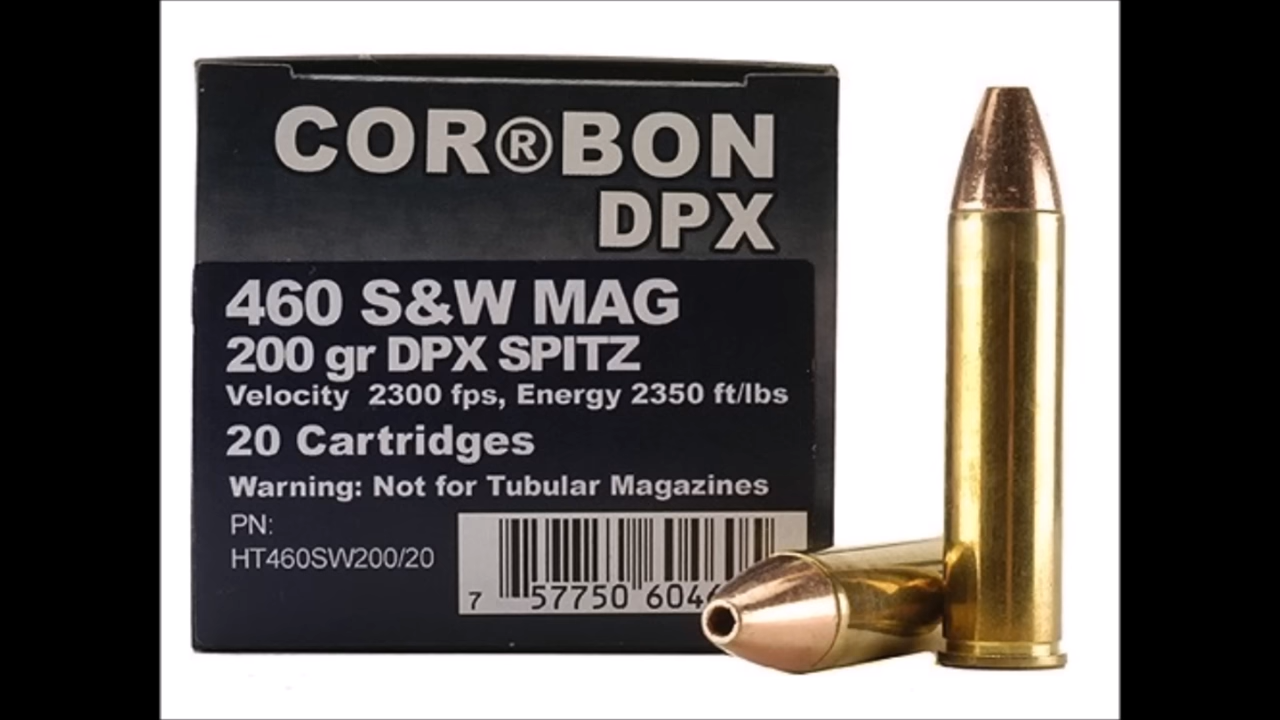 COR®BON
DPX
460 S&W MAG
200 gr DPX SPITZ
Velocity 2300 fps, Energy 2350 ft/lbs
20 Cartridges
Warning: Not for Tubular Magazines
PN:
HT460SW200/20
7 57750